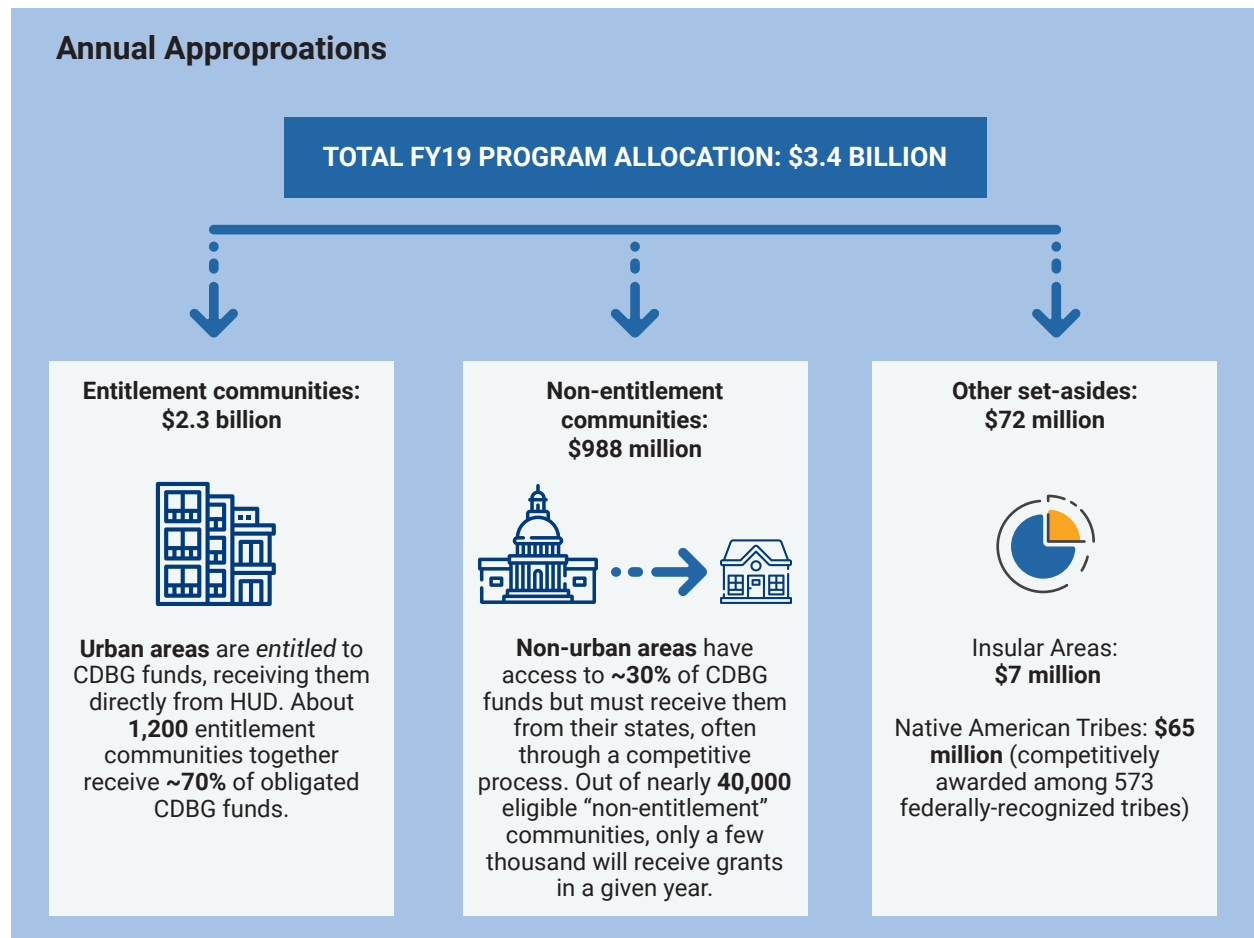 Annual Approproations
TOTAL FY19 PROGRAM ALLOCATION: $3.4 BILLION
Entitlement communities:
$2.3 billion
Urban areas are entitled to
CDBG funds, receiving them
directly from HUD. About
1,200 entitlement
communities together
receive ~70% of obligated
CDBG funds.
Non-entitlement
communities:
$988 million
Non-urban areas have
access to ~30% of CDBG
funds but must receive them
from their states, often
through a competitive
process. Out of nearly 40,000
eligible “non-entitlement”
communities, only a few
thousand will receive grants
in a given year.
Other set-asides:
$72 million
Insular Areas:
$7 million
Native American Tribes: $65
million (competitively
awarded among 573
federally-recognized tribes)